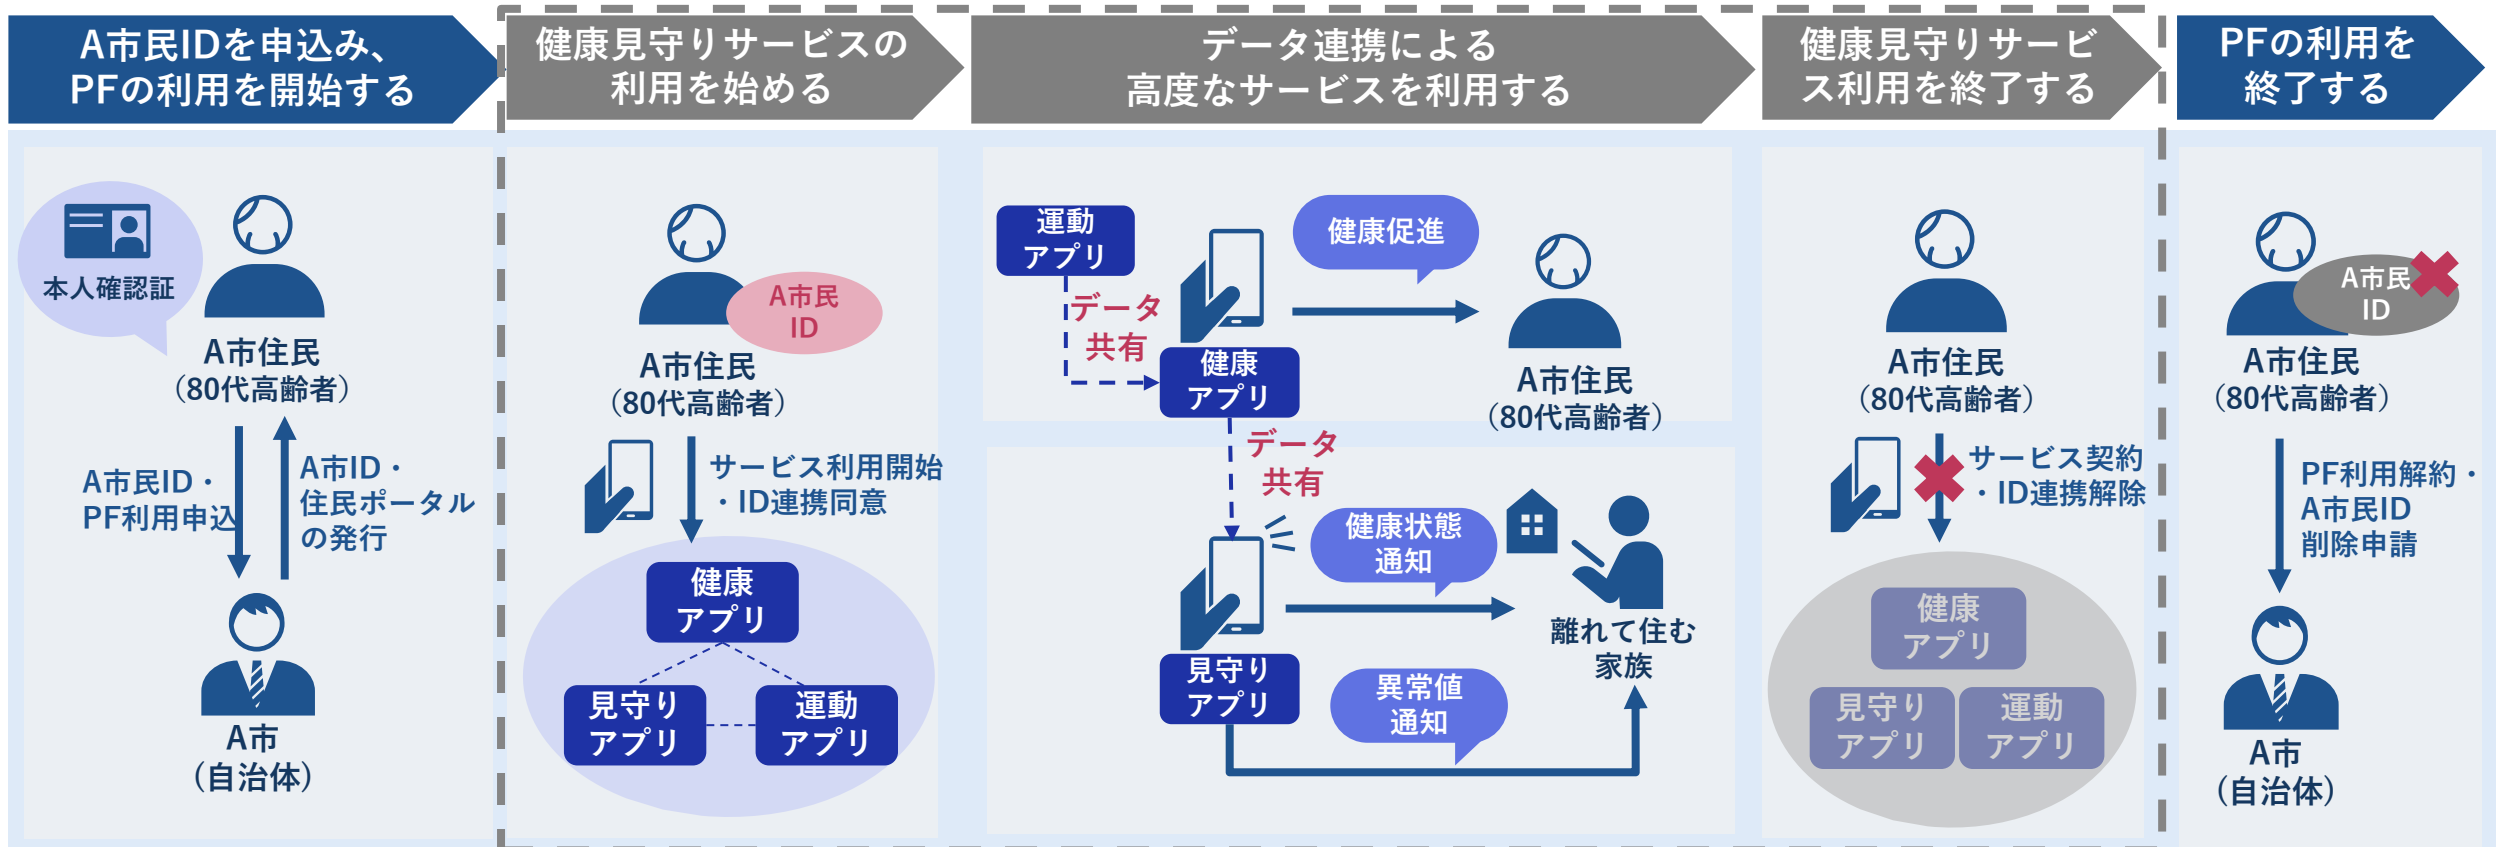 A市民IDを申込み、
PFの利用を開始する
健康見守りサービスの
利用を始める
データ連携による
高度なサービスを利用する
健康見守りサービ
ス利用を終了する
PFの利用を
終了する
本人確認証
A市住民
（80代高齢者）
A市民ID・
PF利用申込
A市ID・
住民ポータル
の発行
A市
（自治体）
A市民
ID
A市住民
（80代高齢者）
サービス利用開始
・ID連携同意
健康
アプリ
見守り
アプリ
運動
アプリ
運動
アプリ
データ
共有
健康
アプリ
健康促進
A市住民
（80代高齢者）
データ
共有
見守り
アプリ
健康状態
通知
異常値
通知
離れて住む
家族
A市住民
（80代高齢者）
サービス契約
・ID連携解除
健康
アプリ
見守り
アプリ
運動
アプリ
A市民
ID
A市住民
（80代高齢者）
PF利用解約・
A市民ID
削除申請
A市
（自治体）